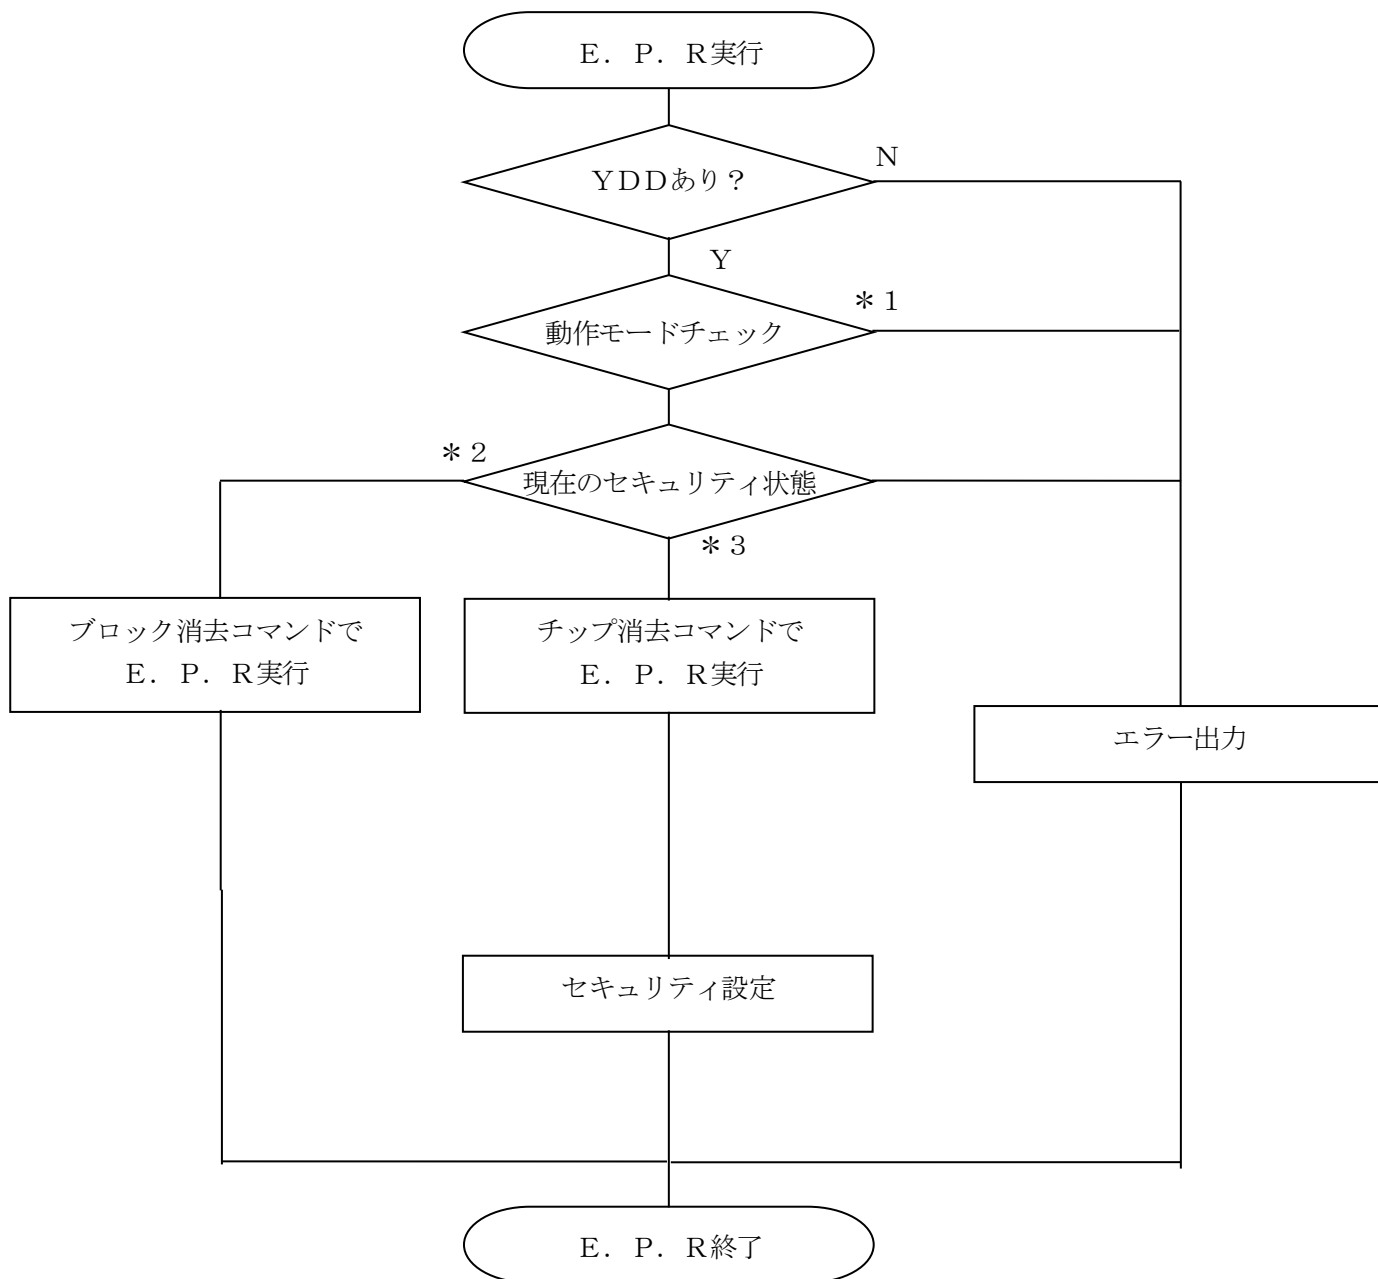 E．P．R実行
N
YDDあり？
Y
＊1
動作モードチェック
＊2
現在のセキュリティ状態
＊3
ブロック消去コマンドで
E．P．R実行
チップ消去コマンドで
E．P．R実行
エラー出力
セキュリティ設定
E．P．R終了